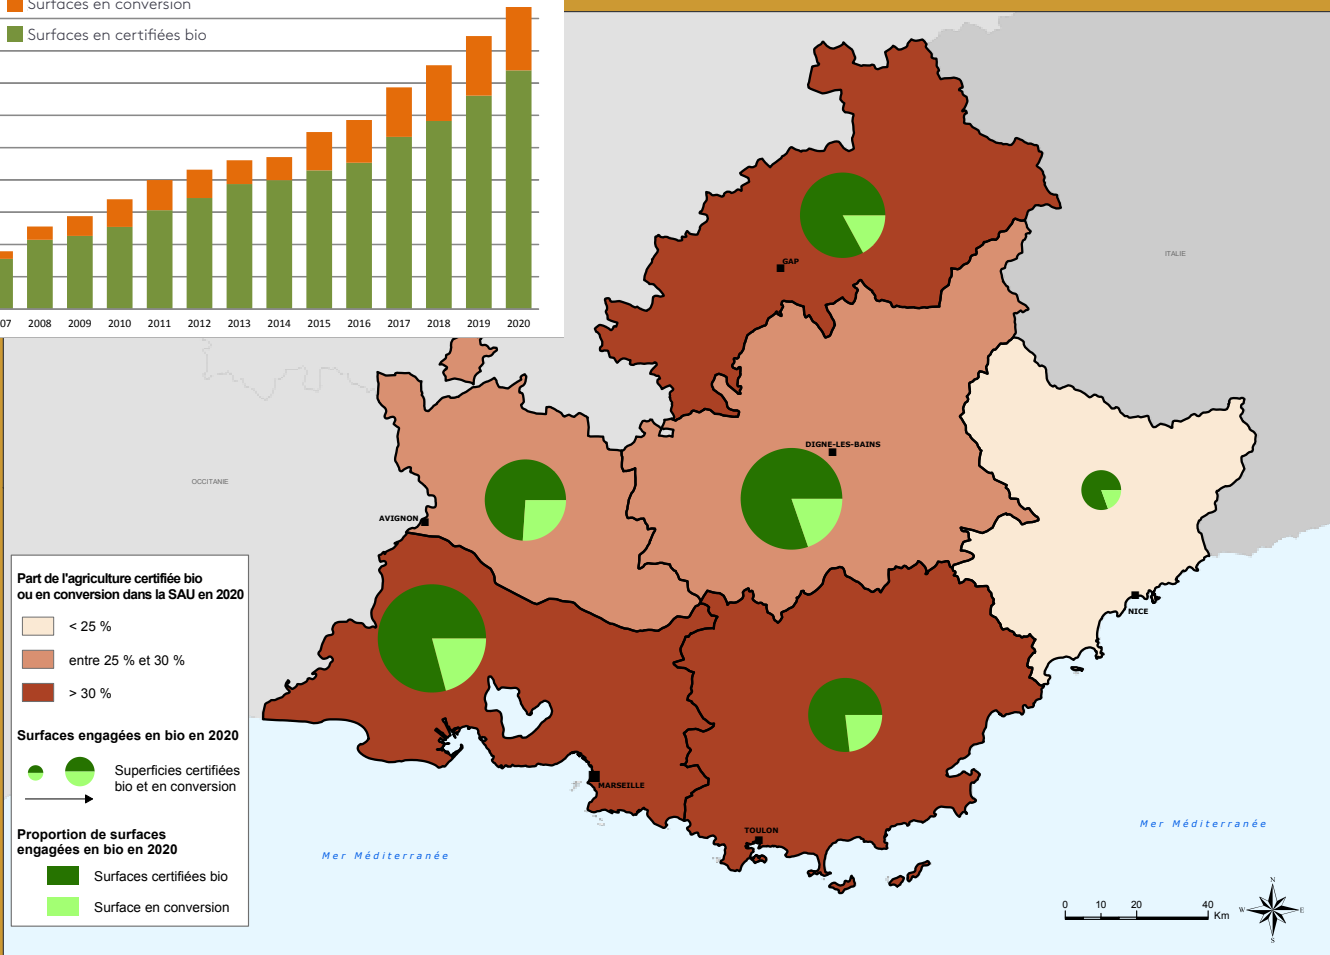 Surfaces en conversion
Surfaces en certifiées bio
07 2008 2009 2010 2011 2012 2013 2014 2015 2016 2017 2018 2019 2020
ITALIE
GAP
DIGNE-LES-BAINS
OCCITANIE
AVIGNON
NICE
MARSEILLE
TOULON
Mer Méditerranée
Mer Méditerranée
Part de l'agriculture certifiée bio
ou en conversion dans la SAU en 2020
< 25 %
entre 25 % et 30 %
> 30 %
Surfaces engagées en bio en 2020
Superficies certifiées
bio et en conversion
Proportion de surfaces
engagées en bio en 2020
Surfaces certifiées bio
Surface en conversion
0 10 20 40
Km
N
W E
S